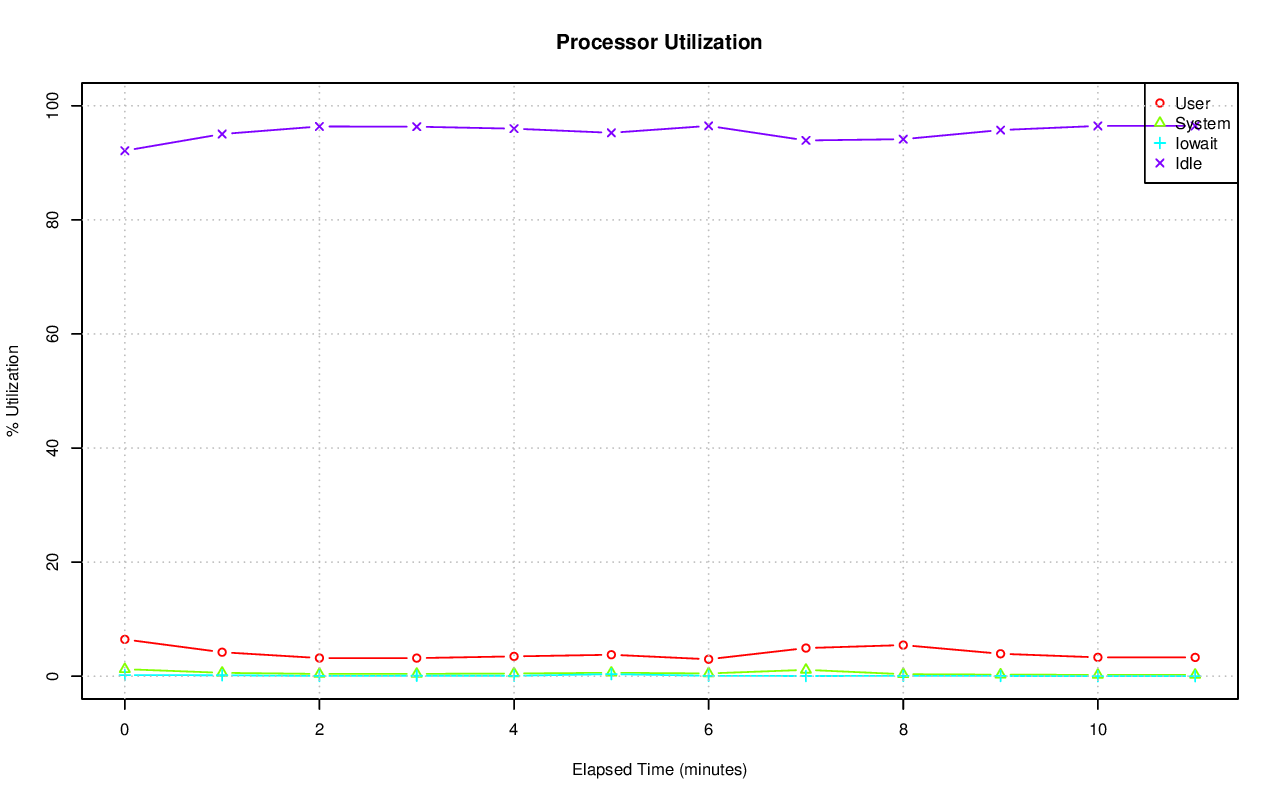 Processor Utilization
User
System
Iowait
Idle
100
80
60
40
20
0
% Utilization
0 2 4 6 8 10
Elapsed Time (minutes)